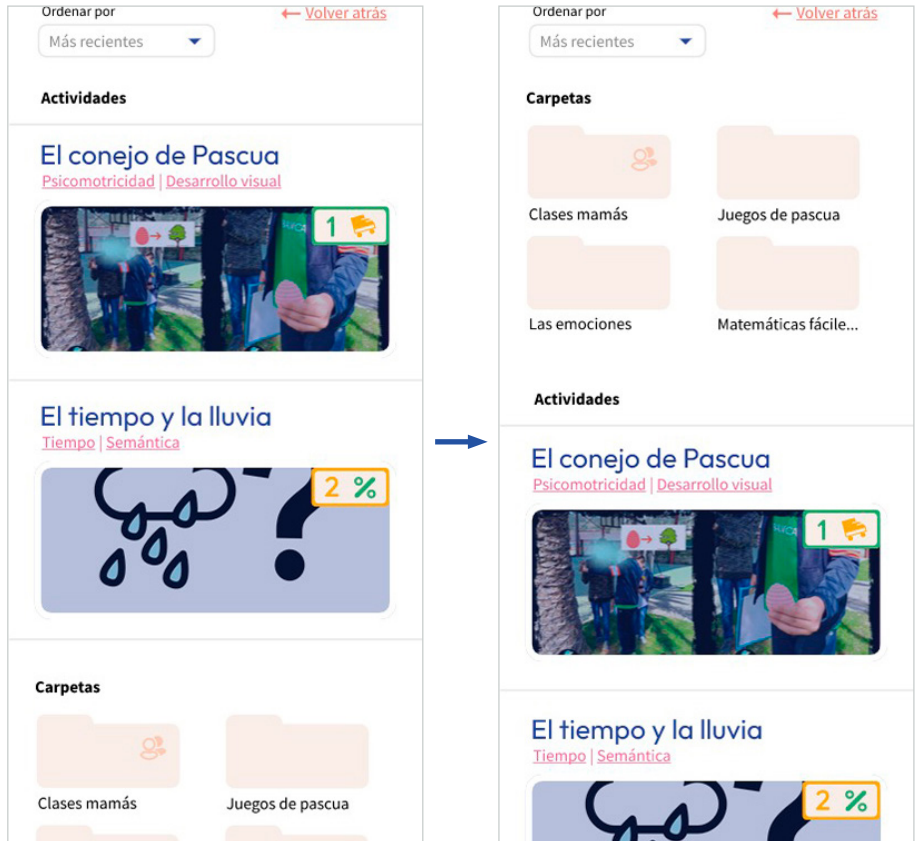 Ordenar por
← Volver atrás
Más recientes
Actividades
El conejo de Pascua
Psicomotricidad | Desarrollo visual
1
El tiempo y la lluvia
Tiempo | Semántica
2 %
?
Carpetas
Clases mamás
Juegos de pascua
Ordenar por
← Volver atrás
Más recientes
Carpetas
Clases mamás
Juegos de pascua
Las emociones
Matemáticas fácile...
Actividades
El conejo de Pascua
Psicomotricidad | Desarrollo visual
1
El tiempo y la lluvia
Tiempo | Semántica
2 %